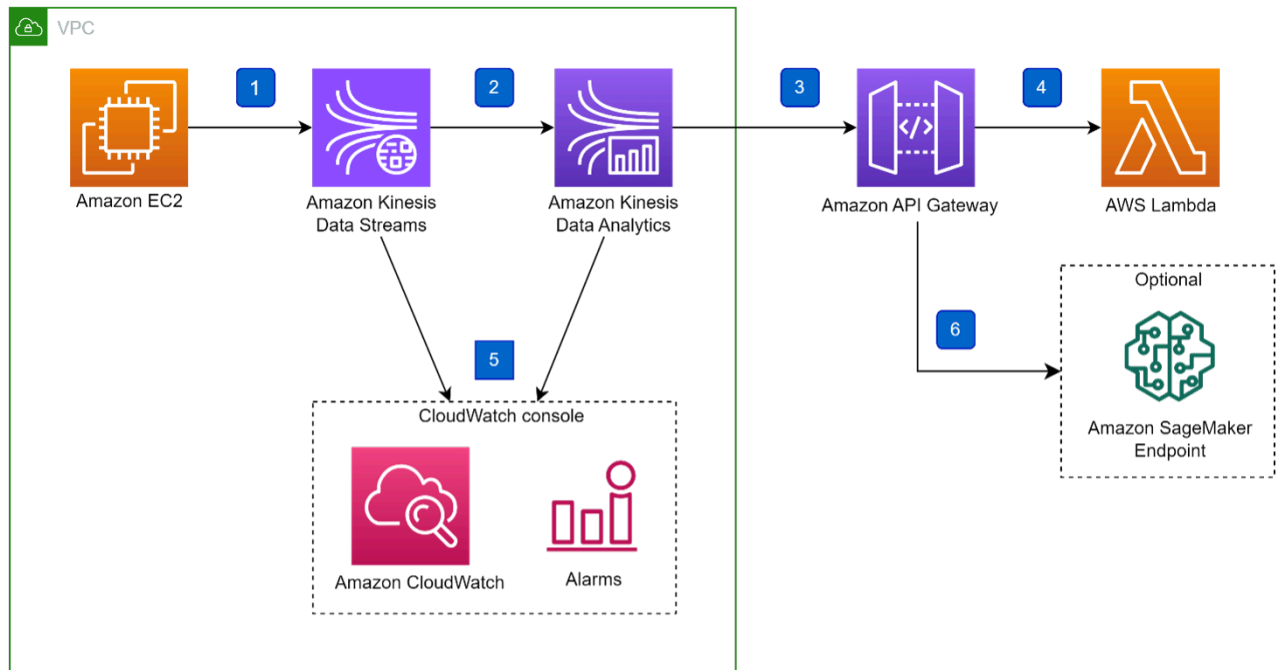 VPC
1
2
3
4
Amazon EC2
Amazon Kinesis
Data Streams
Amazon Kinesis
Data Analytics
Amazon API Gateway
AWS Lambda
Optional
6
5
CloudWatch console
Amazon SageMaker
Endpoint
Amazon CloudWatch
Alarms